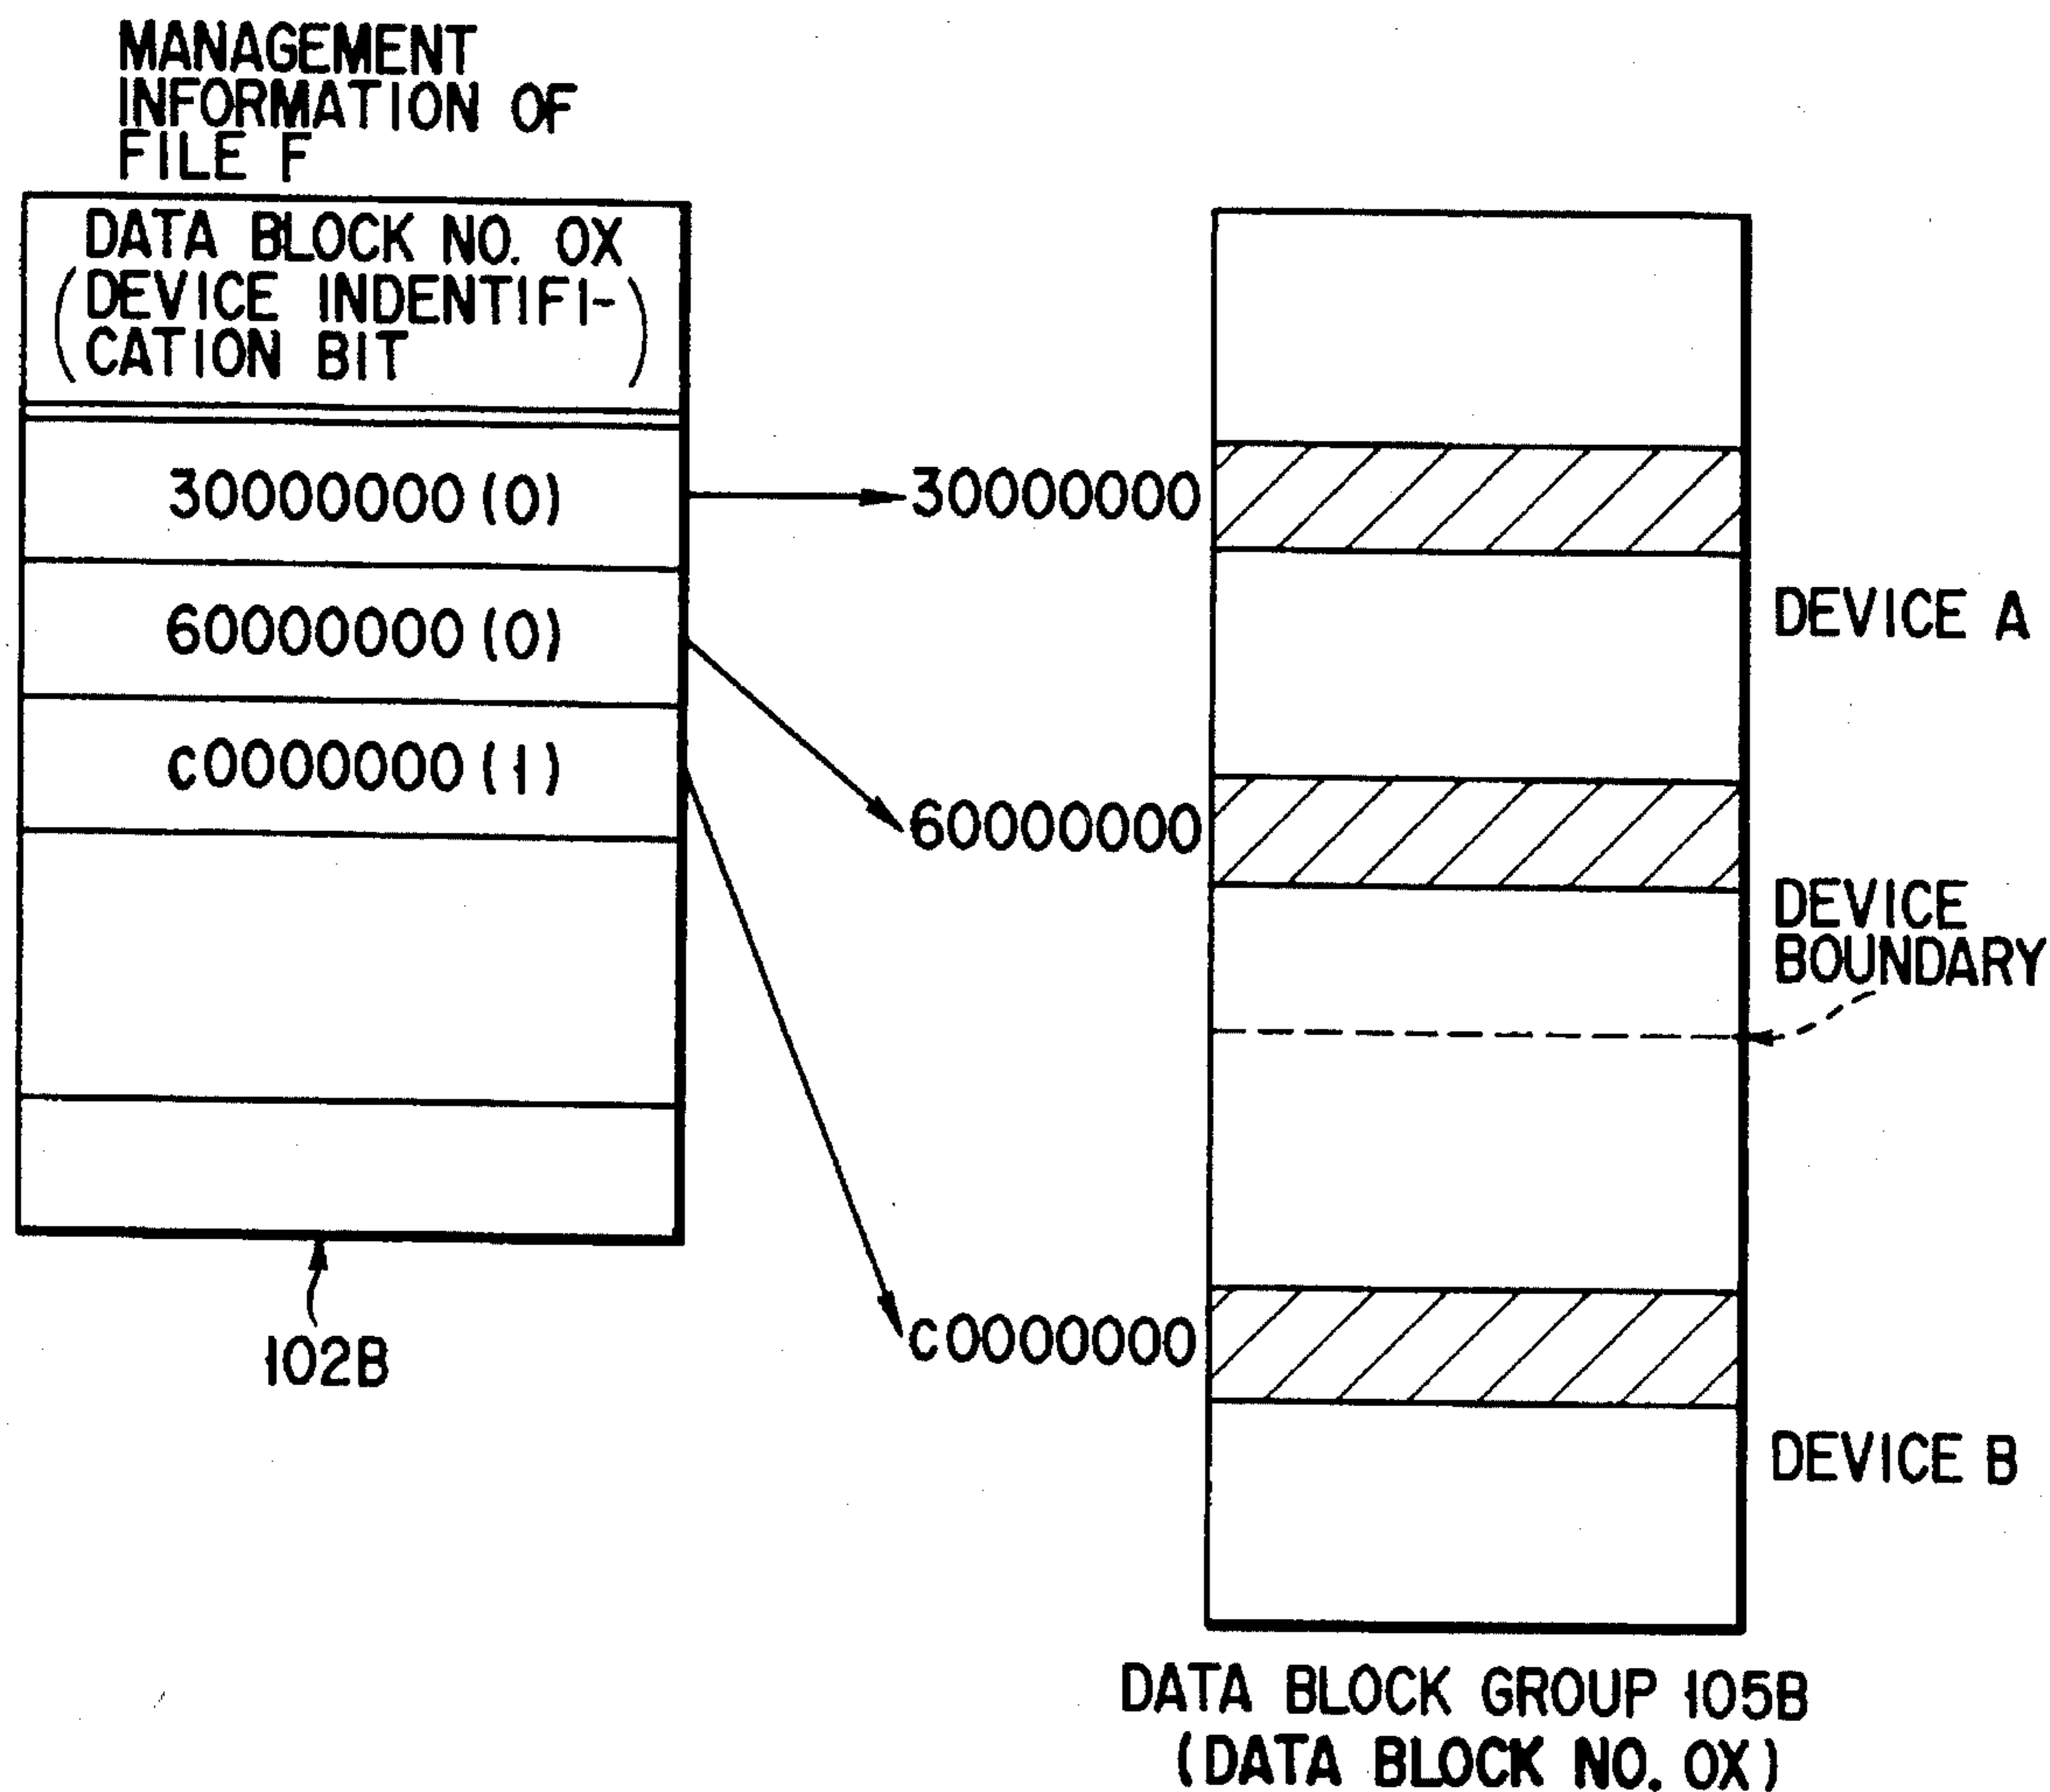 MANAGEMENT
INFORMATION OF
FILE F
DATA BLOCK NO. 0X
(DEVICE INDENTIFI-
CATION BIT)
30000000(0)
60000000(0)
c0000000(1)
102B
30000000
60000000
c0000000
DEVICE A
DEVICE
BOUNDARY
DEVICE B
DATA BLOCK GROUP 105B
(DATA BLOCK NO. 0X)